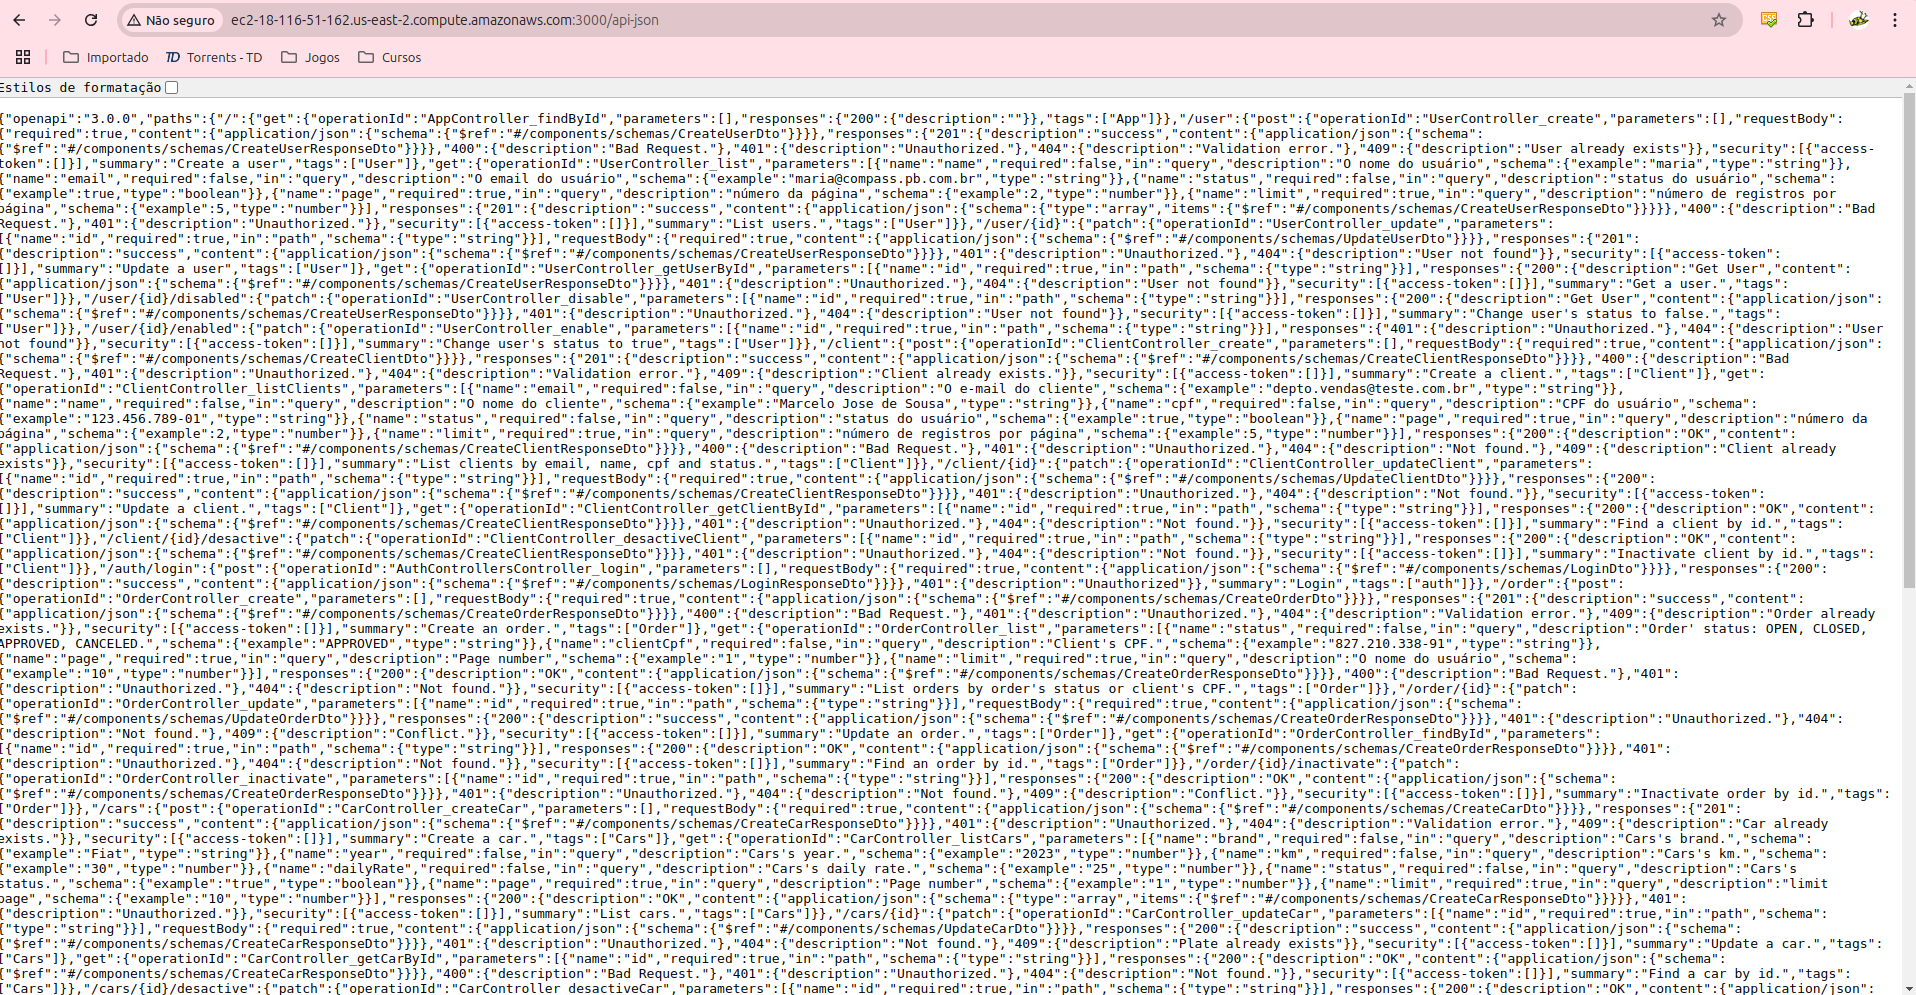 Não seguro
ec2-18-116-51-162.us-east-2.compute.amazonaws.com:3000/api-json
Importado
TD Torrents - TD
Jogos
Cursos
Estilos de formatação
{"openapi":"3.0.0","paths":{"/":{"get":{"operationId":"AppController_findById","parameters":[],"responses":{"200":{"description":""}},"tags":["App"]}},"/user":{"post":{"operationId":"UserController_create","parameters":[],"requestBody":
{"required":true,"content":{"application/json":{"schema":{"$ref":"#/components/schemas/CreateUserDto"}}}},"responses":{"201":{"description":"success","content":{"application/json":{"schema":
{"$ref":"#/components/schemas/CreateUserResponseDto"}}}},"400":{"description":"Bad Request."},"401":{"description":"Unauthorized."},"404":{"description":"Validation error."},"409":{"description":"User already exists"}},"security":[{"access-
token":[]}],"summary":"Create a user","tags":["User"]},"get":{"operationId":"UserController_list","parameters":[{"name":"name","required":false,"in":"query","description":"O nome do usuário","schema":{"example":"maria","type":"string"}},
{"name":"email","required":false,"in":"query","description":"O email do usuário","schema":{"example":"maria@compass.pb.com.br","type":"string"}},{"name":"status","required":false,"in":"query","description":"status do usuário","schema":
{"example":true,"type":"boolean"}},{"name":"page","required":true,"in":"query","description":"número da página","schema":{"example":2,"type":"number"}},{"name":"limit","required":true,"in":"query","description":"número de registros por
página","schema":{"example":5,"type":"number"}}],"responses":{"201":{"description":"success","content":{"application/json":{"schema":{"type":"array","items":{"$ref":"#/components/schemas/CreateUserResponseDto"}}}}},"400":{"description":"Bad
Request."},"401":{"description":"Unauthorized."}},"security":[{"access-token":[]}],"summary":"List users.","tags":["User"]}},"/user/{id}":{"patch":{"operationId":"UserController_update","parameters":
[{"name":"id","required":true,"in":"path","schema":{"type":"string"}}],"requestBody":{"required":true,"content":{"application/json":{"schema":{"$ref":"#/components/schemas/UpdateUserDto"}}}},"responses":{"201":
{"description":"success","content":{"application/json":{"schema":{"$ref":"#/components/schemas/CreateUserResponseDto"}}}},"401":{"description":"Unauthorized."},"404":{"description":"User not found"}},"security":[{"access-token":
[]}],"summary":"Update a user","tags":["User"]},"get":{"operationId":"UserController_getUserById","parameters":[{"name":"id","required":true,"in":"path","schema":{"type":"string"}}],"responses":{"200":{"description":"Get User","content":
{"application/json":{"schema":{"$ref":"#/components/schemas/CreateUserResponseDto"}}}},"401":{"description":"Unauthorized."},"404":{"description":"User not found"}},"security":[{"access-token":[]}],"summary":"Get a user.","tags":
["User"]}},"/user/{id}/disabled":{"patch":{"operationId":"UserController_disable","parameters":[{"name":"id","required":true,"in":"path","schema":{"type":"string"}}],"responses":{"200":{"description":"Get User","content":{"application/json":
{"schema":{"$ref":"#/components/schemas/CreateUserResponseDto"}}}},"401":{"description":"Unauthorized."},"404":{"description":"User not found"}},"security":[{"access-token":[]}],"summary":"Change user's status to false.","tags":
["User"]}},"/user/{id}/enabled":{"patch":{"operationId":"UserController_enable","parameters":[{"name":"id","required":true,"in":"path","schema":{"type":"string"}}],"responses":{"401":{"description":"Unauthorized."},"404":{"description":"User
not found"}},"security":[{"access-token":[]}],"summary":"Change user's status to true","tags":["User"]}},"/client":{"post":{"operationId":"ClientController_create","parameters":[],"requestBody":{"required":true,"content":{"application/json":
{"schema":{"$ref":"#/components/schemas/CreateClientDto"}}}},"responses":{"201":{"description":"success","content":{"application/json":{"schema":{"$ref":"#/components/schemas/CreateClientResponseDto"}}}},"400":{"description":"Bad
Request."},"401":{"description":"Unauthorized."},"404":{"description":"Validation error."},"409":{"description":"Client already exists."}},"security":[{"access-token":[]}],"summary":"Create a client.","tags":["Client"]},"get":
{"operationId":"ClientController_listClients","parameters":[{"name":"email","required":false,"in":"query","description":"O e-mail do cliente","schema":{"example":"depto.vendas@teste.com.br","type":"string"}},
{"name":"name","required":false,"in":"query","description":"O nome do cliente","schema":{"example":"Marcelo Jose de Sousa","type":"string"}},{"name":"cpf","required":false,"in":"query","description":"CPF do usuário","schema":
{"example":"123.456.789-01","type":"string"}},{"name":"status","required":false,"in":"query","description":"status do usuário","schema":{"example":true,"type":"boolean"}},{"name":"page","required":true,"in":"query","description":"número da
página","schema":{"example":2,"type":"number"}},{"name":"limit","required":true,"in":"query","description":"número de registros por página","schema":{"example":5,"type":"number"}}],"responses":{"200":{"description":"OK","content":
{"application/json":{"schema":{"$ref":"#/components/schemas/CreateClientResponseDto"}}}},"400":{"description":"Bad Request."},"401":{"description":"Unauthorized."},"404":{"description":"Not found."},"409":{"description":"Client already
exists"}},"security":[{"access-token":[]}],"summary":"List clients by email, name, cpf and status.","tags":["Client"]}},"/client/{id}":{"patch":{"operationId":"ClientController_updateClient","parameters":
[{"name":"id","required":true,"in":"path","schema":{"type":"string"}}],"requestBody":{"required":true,"content":{"application/json":{"schema":{"$ref":"#/components/schemas/UpdateClientDto"}}}},"responses":{"200":
{"description":"success","content":{"application/json":{"schema":{"$ref":"#/components/schemas/CreateClientResponseDto"}}}},"401":{"description":"Unauthorized."},"404":{"description":"Not found."}},"security":[{"access-token":
[]}],"summary":"Update a client.","tags":["Client"]},"get":{"operationId":"ClientController_getClientById","parameters":[{"name":"id","required":true,"in":"path","schema":{"type":"string"}}],"responses":{"200":{"description":"OK","content":
{"application/json":{"schema":{"$ref":"#/components/schemas/CreateClientResponseDto"}}}},"401":{"description":"Unauthorized."},"404":{"description":"Not found."}},"security":[{"access-token":[]}],"summary":"Find a client by id.","tags":
["Client"]}},"/client/{id}/desactive":{"patch":{"operationId":"ClientController_desactiveClient","parameters":[{"name":"id","required":true,"in":"path","schema":{"type":"string"}}],"responses":{"200":{"description":"OK","content":
{"application/json":{"schema":{"$ref":"#/components/schemas/CreateClientResponseDto"}}}},"401":{"description":"Unauthorized."},"404":{"description":"Not found."}},"security":[{"access-token":[]}],"summary":"Inactivate client by id.","tags":
["Client"]}},"/auth/login":{"post":{"operationId":"AuthControllersController_login","parameters":[],"requestBody":{"required":true,"content":{"application/json":{"schema":{"$ref":"#/components/schemas/LoginDto"}}}},"responses":{"200":
{"description":"success","content":{"application/json":{"schema":{"$ref":"#/components/schemas/LoginResponseDto"}}}},"401":{"description":"Unauthorized"}},"summary":"Login","tags":["auth"]}},"/order":{"post":
{"operationId":"OrderController_create","parameters":[],"requestBody":{"required":true,"content":{"application/json":{"schema":{"$ref":"#/components/schemas/CreateOrderDto"}}}},"responses":{"201":{"description":"success","content":
{"application/json":{"schema":{"$ref":"#/components/schemas/CreateOrderResponseDto"}}}},"400":{"description":"Bad Request."},"401":{"description":"Unauthorized."},"404":{"description":"Validation error."},"409":{"description":"Order already
exists."}},"security":[{"access-token":[]}],"summary":"Create an order.","tags":["Order"]},"get":{"operationId":"OrderController_list","parameters":[{"name":"status","required":false,"in":"query","description":"Order' status: OPEN, CLOSED,
APPROVED, CANCELED.","schema":{"example":"APPROVED","type":"string"}},{"name":"clientCpf","required":false,"in":"query","description":"Client's CPF.","schema":{"example":"827.210.338-91","type":"string"}},
{"name":"page","required":true,"in":"query","description":"Page number","schema":{"example":"1","type":"number"}},{"name":"limit","required":true,"in":"query","description":"O nome do usuário","schema":
{"example":"10","type":"number"}}],"responses":{"200":{"description":"OK","content":{"application/json":{"schema":{"$ref":"#/components/schemas/CreateOrderResponseDto"}}}},"400":{"description":"Bad Request."},"401":
{"description":"Unauthorized."},"404":{"description":"Not found."}},"security":[{"access-token":[]}],"summary":"List orders by order's status or client's CPF.","tags":["Order"]}},"/order/{id}":{"patch":
{"operationId":"OrderController_update","parameters":[{"name":"id","required":true,"in":"path","schema":{"type":"string"}}],"requestBody":{"required":true,"content":{"application/json":{"schema":
{"$ref":"#/components/schemas/UpdateOrderDto"}}}},"responses":{"200":{"description":"success","content":{"application/json":{"schema":{"$ref":"#/components/schemas/CreateOrderResponseDto"}}}},"401":{"description":"Unauthorized."},"404":
{"description":"Not found."},"409":{"description":"Conflict."}},"security":[{"access-token":[]}],"summary":"Update an order.","tags":["Order"]},"get":{"operationId":"OrderController_findById","parameters":
[{"name":"id","required":true,"in":"path","schema":{"type":"string"}}],"responses":{"200":{"description":"OK","content":{"application/json":{"schema":{"$ref":"#/components/schemas/CreateOrderResponseDto"}}}},"401":
{"description":"Unauthorized."},"404":{"description":"Not found."}},"security":[{"access-token":[]}],"summary":"Find an order by id.","tags":["Order"]}},"/order/{id}/inactivate":{"patch":
{"operationId":"OrderController_inactivate","parameters":[{"name":"id","required":true,"in":"path","schema":{"type":"string"}}],"responses":{"200":{"description":"OK","content":{"application/json":{"schema":
{"$ref":"#/components/schemas/CreateOrderResponseDto"}}}},"401":{"description":"Unauthorized."},"404":{"description":"Not found."},"409":{"description":"Conflict."}},"security":[{"access-token":[]}],"summary":"Inactivate order by id.","tags":
["Order"]}},"/cars":{"post":{"operationId":"CarController_createCar","parameters":[],"requestBody":{"required":true,"content":{"application/json":{"schema":{"$ref":"#/components/schemas/CreateCarDto"}}}},"responses":{"201":
{"description":"success","content":{"application/json":{"schema":{"$ref":"#/components/schemas/CreateCarResponseDto"}}}},"401":{"description":"Unauthorized."},"404":{"description":"Validation error."},"409":{"description":"Car already
exists."}},"security":[{"access-token":[]}],"summary":"Create a car.","tags":["Cars"]},"get":{"operationId":"CarController_listCars","parameters":[{"name":"brand","required":false,"in":"query","description":"Cars's brand.","schema":
{"example":"Fiat","type":"string"}},{"name":"year","required":false,"in":"query","description":"Cars's year.","schema":{"example":"2023","type":"number"}},{"name":"km","required":false,"in":"query","description":"Cars's km.","schema":
{"example":"30","type":"number"}},{"name":"dailyRate","required":false,"in":"query","description":"Cars's daily rate.","schema":{"example":"25","type":"number"}},{"name":"status","required":false,"in":"query","description":"Cars's
status.","schema":{"example":"true","type":"boolean"}},{"name":"page","required":true,"in":"query","description":"Page number","schema":{"example":"1","type":"number"}},{"name":"limit","required":true,"in":"query","description":"limit
page","schema":{"example":"10","type":"number"}}],"responses":{"200":{"description":"OK","content":{"application/json":{"schema":{"type":"array","items":{"$ref":"#/components/schemas/CreateCarResponseDto"}}}}},"401":
{"description":"Unauthorized."}},"security":[{"access-token":[]}],"summary":"List cars.","tags":["Cars"]}},"/cars/{id}":{"patch":{"operationId":"CarController_updateCar","parameters":[{"name":"id","required":true,"in":"path","schema":
{"type":"string"}}],"requestBody":{"required":true,"content":{"application/json":{"schema":{"$ref":"#/components/schemas/UpdateCarDto"}}}},"responses":{"200":{"description":"success","content":{"application/json":{"schema":
{"$ref":"#/components/schemas/CreateCarResponseDto"}}}},"401":{"description":"Unauthorized."},"404":{"description":"Not found."},"409":{"description":"Plate already exists"}},"security":[{"access-token":[]}],"summary":"Update a car.","tags":
["Cars"]},"get":{"operationId":"CarController_getCarById","parameters":[{"name":"id","required":true,"in":"path","schema":{"type":"string"}}],"responses":{"200":{"description":"OK","content":{"application/json":{"schema":
{"$ref":"#/components/schemas/CreateCarResponseDto"}}}},"400":{"description":"Bad Request."},"401":{"description":"Unauthorized."},"404":{"description":"Not found."}},"security":[{"access-token":[]}],"summary":"Find a car by id.","tags":
["Cars"]}},"/cars/{id}/desactive":{"patch":{"operationId":"CarController_desactiveCar","parameters":[{"name":"id","required":true,"in":"path","schema":{"type":"string"}}],"responses":{"200":{"description":"OK","content":{"application/json":